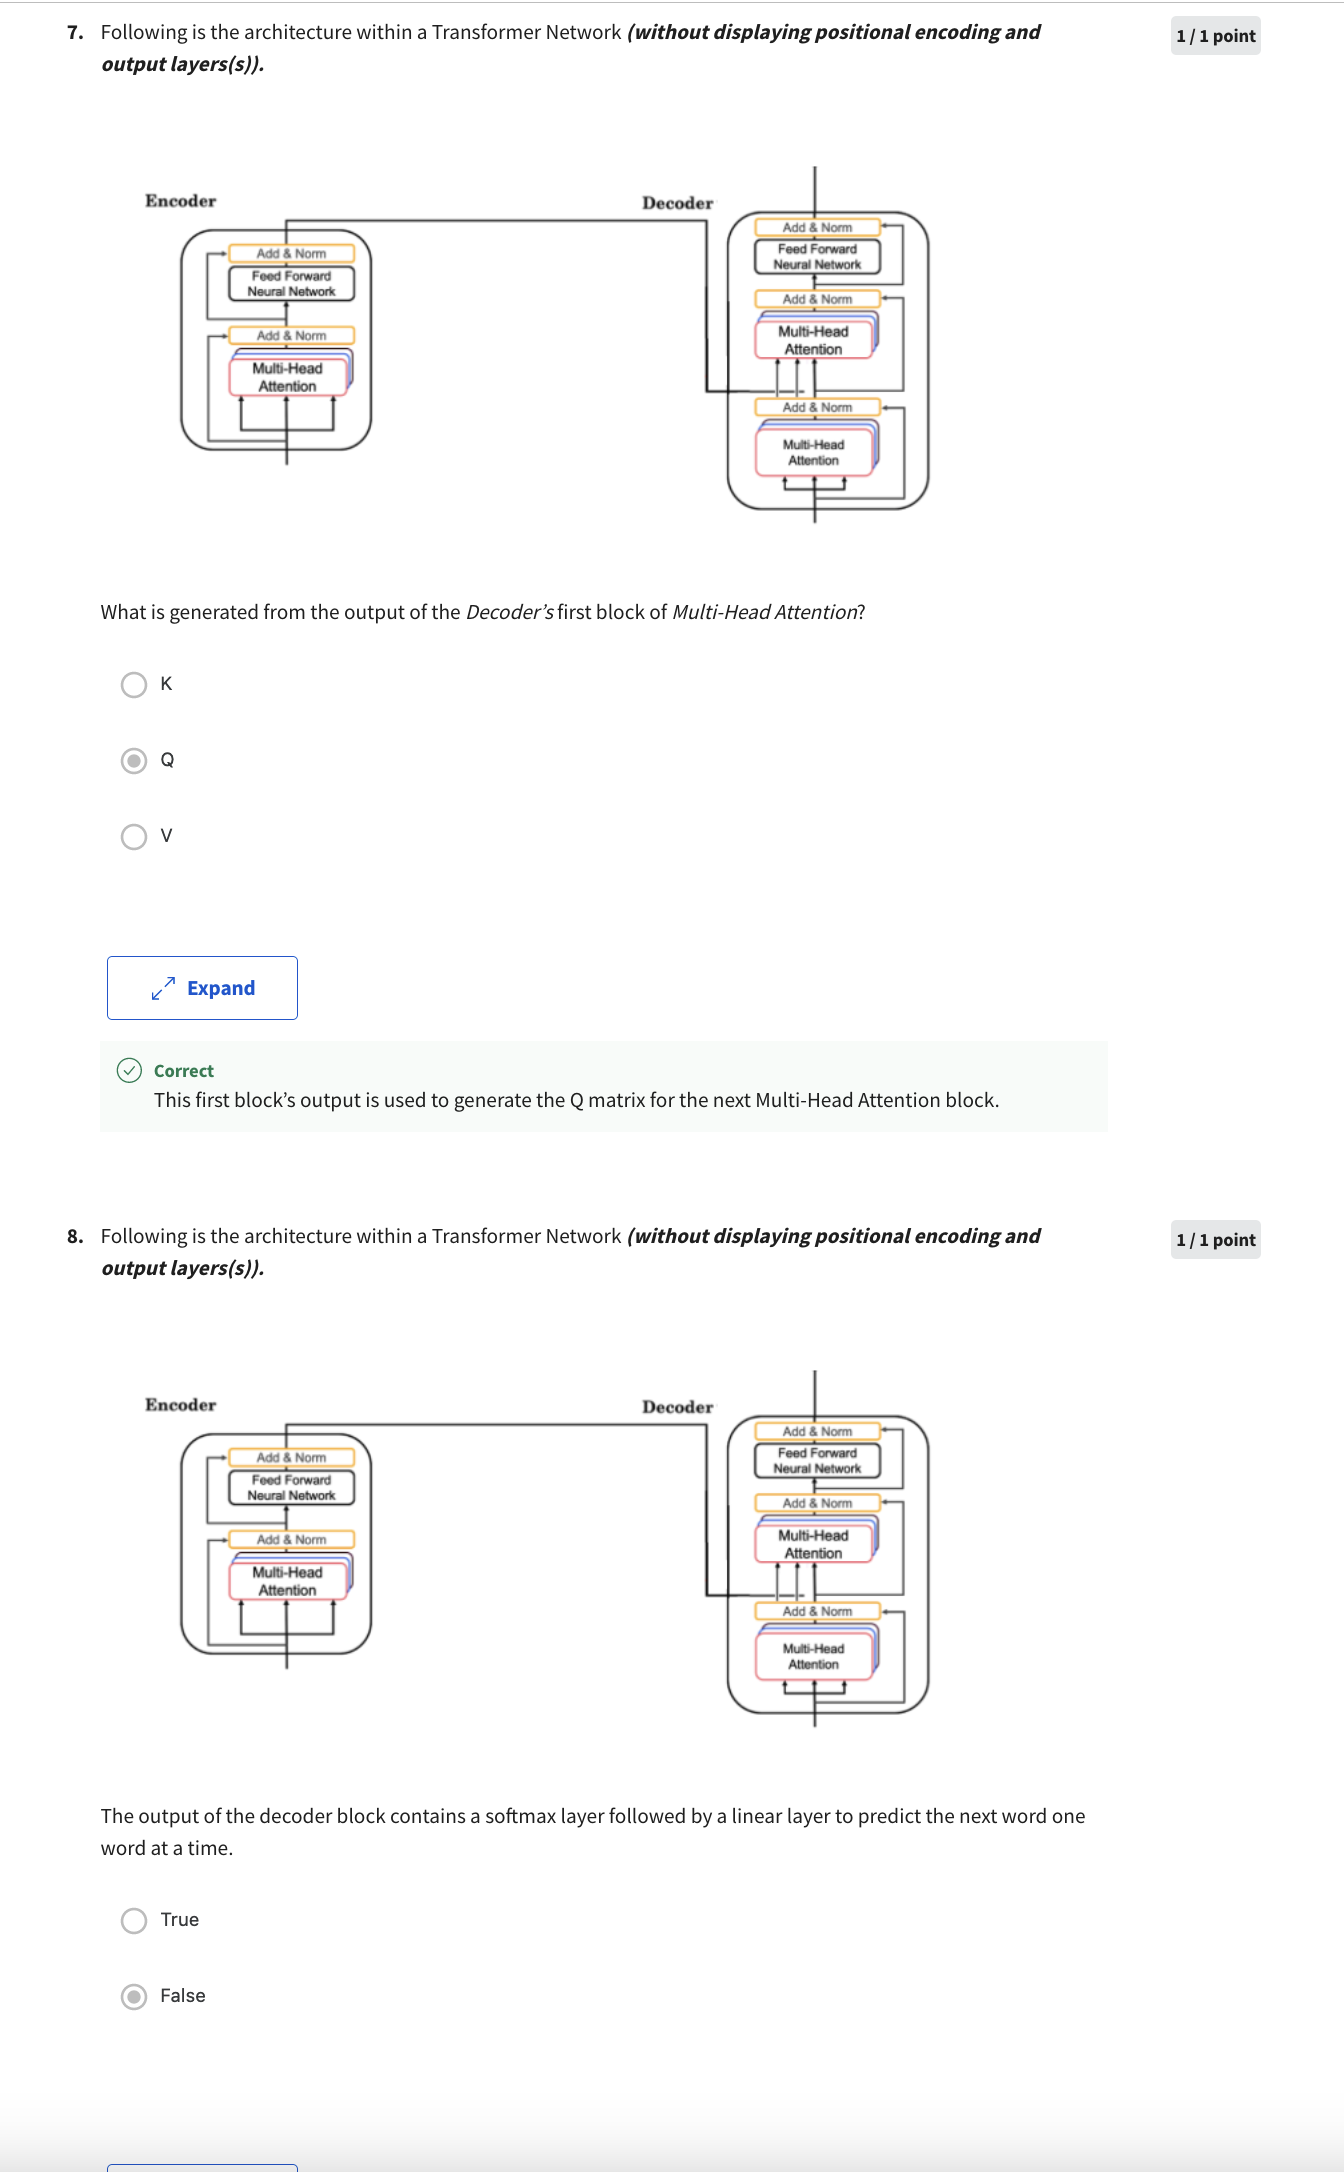 7. Following is the architecture within a Transformer Network (without displaying positional encoding and
output layers(s)).
1 / 1 point
Encoder
Add & Norm
Feed Forward
Neural Network
Add & Norm
Multi-Head
Attention
Decoder
Add & Norm
Feed Forward
Neural Network
Add & Norm
Multi-Head
Attention
Add & Norm
Multi-Head
Attention
What is generated from the output of the Decoder’s first block of Multi-Head Attention?
K
Q
V
Expand
Correct
This first block’s output is used to generate the Q matrix for the next Multi-Head Attention block.
8. Following is the architecture within a Transformer Network (without displaying positional encoding and
output layers(s)).
1 / 1 point
Encoder
Add & Norm
Feed Forward
Neural Network
Add & Norm
Multi-Head
Attention
Decoder
Add & Norm
Feed Forward
Neural Network
Add & Norm
Multi-Head
Attention
Add & Norm
Multi-Head
Attention
The output of the decoder block contains a softmax layer followed by a linear layer to predict the next word one
word at a time.
True
False